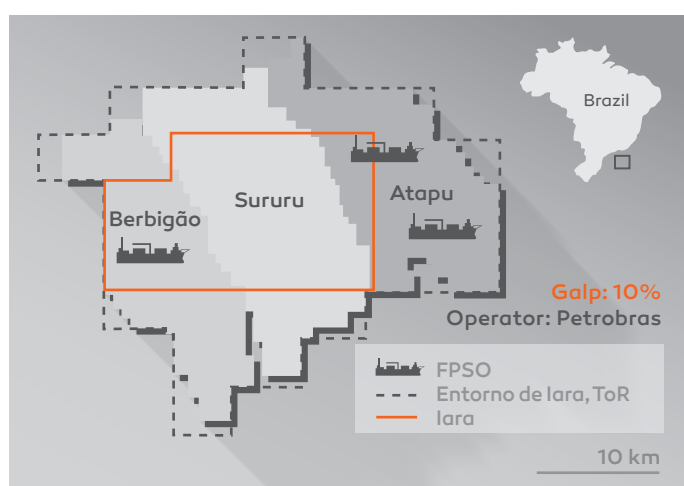 Brazil
Sururu
Atapu
Berbigão
Galp: 10%
Operator: Petrobras
FPSO
Entorno de Iara, ToR
Iara
10 km